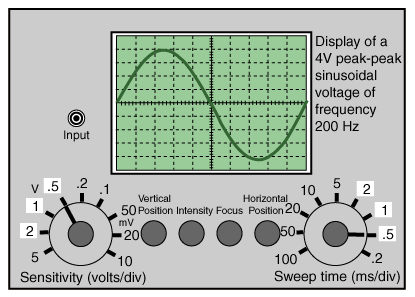 Display of a
4V peak-peak
sinusoidal
voltage of
frequency
200 Hz
Input
V .5 .2 .1
1 50
mV
2 20
5 10
Sensitivity (volts/div)
Vertical
Position
Intensity
Focus
Horizontal
Position
10 5 2
20 1
50 .5
100 .2
Sweep time (ms/div)